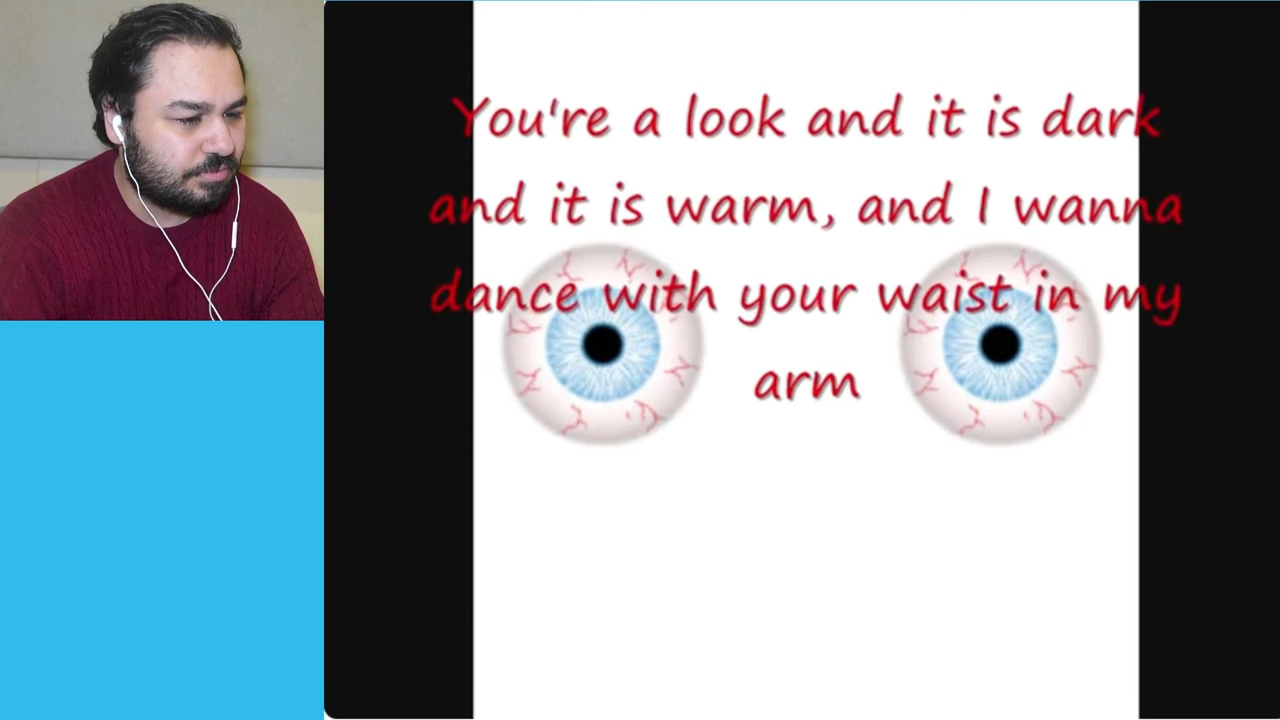 You're a look and it is dark
and it is warm, and I wanna
dance with your waist in my
arm